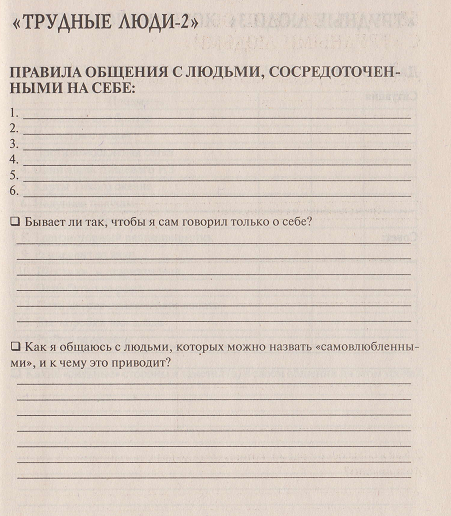 «ТРУДНЫЕ ЛЮДИ-2»
ПРАВИЛА ОБЩЕНИЯ С ЛЮДЬМИ, СОСРЕДОТОЧЕН-
НЫМИ НА СЕБЕ:
1.
2.
3.
4.
5.
6.
❑ Бывает ли так, чтобы я сам говорил только о себе?
❑ Как я общаюсь с людьми, которых можно назвать «самовлюбленны-
ми», и к чему это приводит?